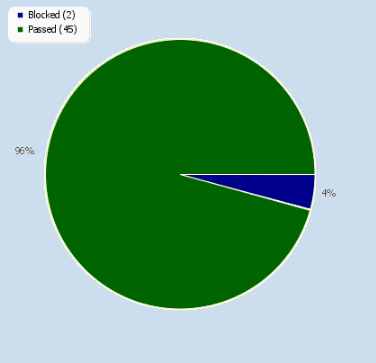 Blocked (2)
Passed (45)
96%
4%